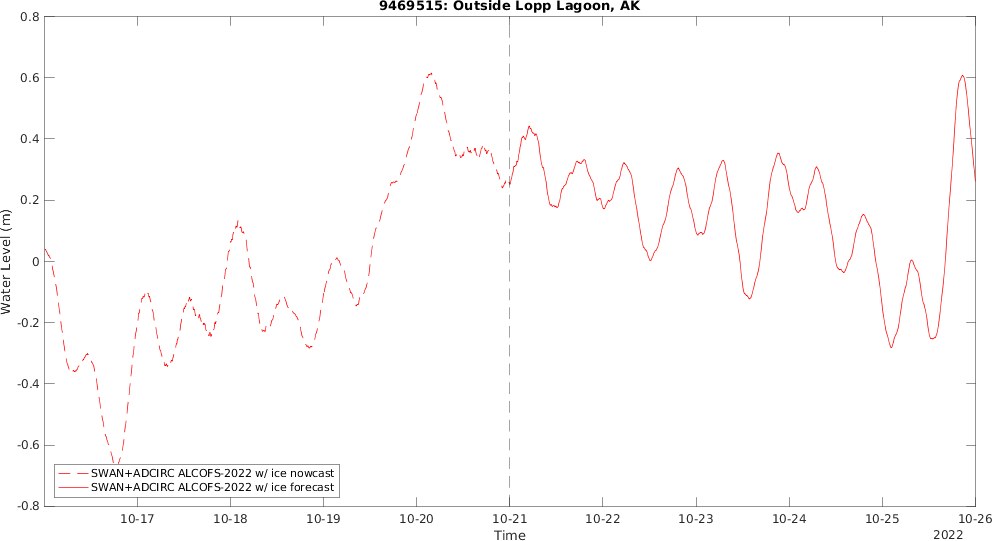 9469515: Outside Lopp Lagoon, AK
0.8
0.6
0.4
0.2
0
-0.2
-0.4
-0.6
-0.8
Water Level (m)
SWAN+ADCIRC ALCOFS-2022 w/ ice nowcast
SWAN+ADCIRC ALCOFS-2022 w/ ice forecast
10-17 10-18 10-19 10-20 10-21 10-22 10-23 10-24 10-25 10-26
Time
2022